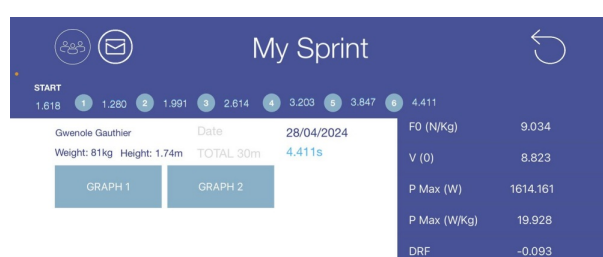 My Sprint
START
1.618 1 1.280 2 1.991 3 2.614 4 3.203 5 3.847 6 4.411
Gwenole Gauthier Date 28/04/2024
Weight: 81kg Height: 1.74m TOTAL 30m 4.411s
GRAPH 1 GRAPH 2
F0 (N/Kg) 9.034
V (0) 8.823
P Max (W) 1614.161
P Max (W/Kg) 19.928
DRF -0.093